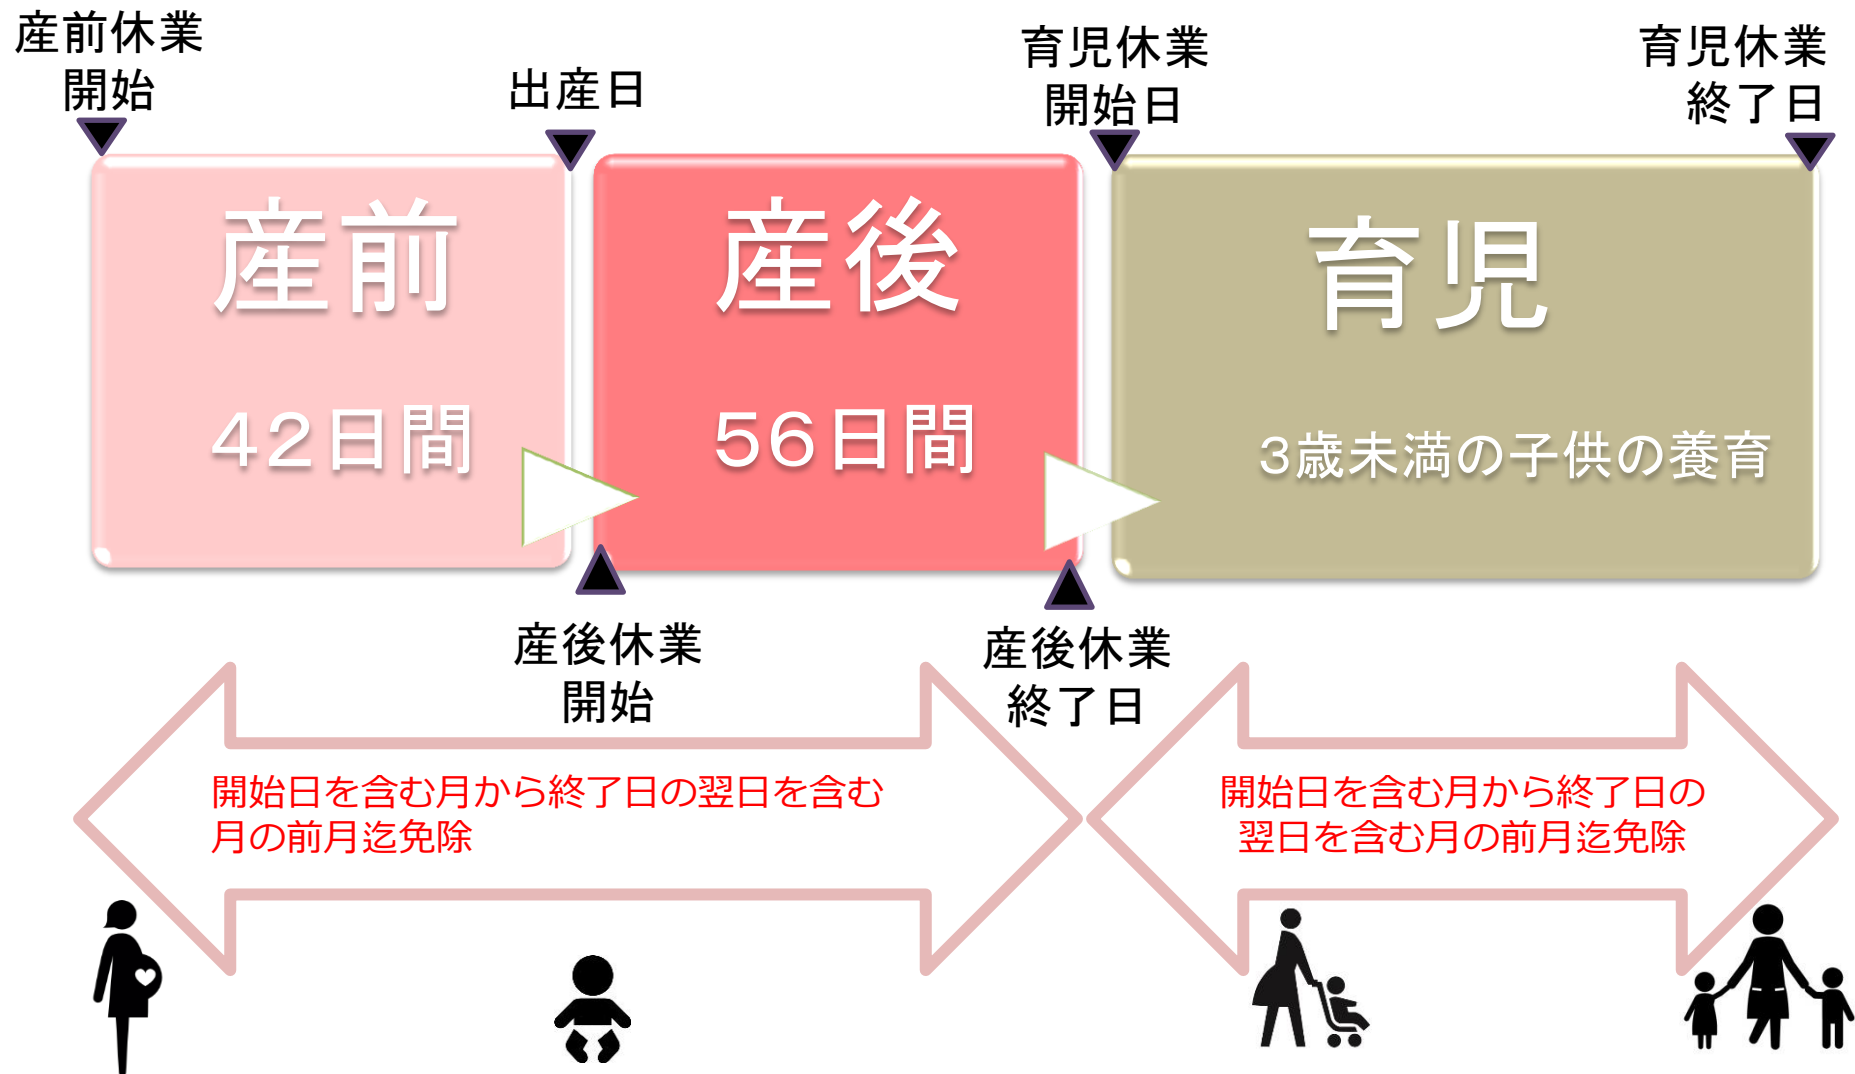 産前休業
開始
出産日
育児休業
開始日
育児休業
終了日
産前
42日間
産後
56日間
育児
3歳未満の子供の養育
産後休業
開始
産後休業
終了日
開始日を含む月から終了日の翌日を含む
月の前月迄免除
開始日を含む月から終了日の
翌日を含む月の前月迄免除